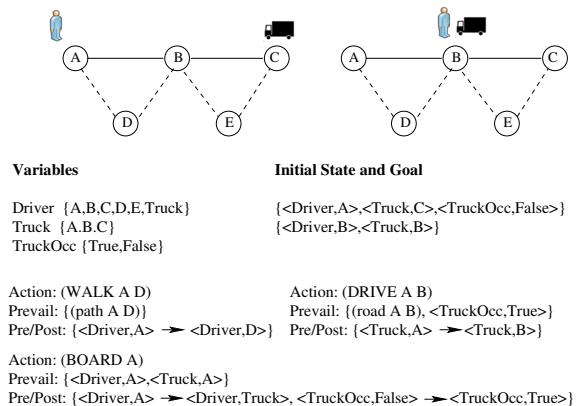 A B C A B C
D E D E
Variables Initial State and Goal
Driver {A,B,C,D,E,Truck} {<Driver,A>,<Truck,C>,<TruckOcc,False>}
Truck {A.B.C} {<Driver,B>,<Truck,B>}
TruckOcc {True,False}
Action: (WALK A D) Action: (DRIVE A B)
Prevail: {(path A D)} Prevail: {(road A B), <TruckOcc,True>}
Pre/Post: {<Driver,A> → <Driver,D>} Pre/Post: {<Truck,A> → <Truck,B>}
Action: (BOARD A)
Prevail: {<Driver,A>,<Truck,A>}
Pre/Post: {<Driver,A> → <Driver,Truck>, <TruckOcc,False> → <TruckOcc,True>}